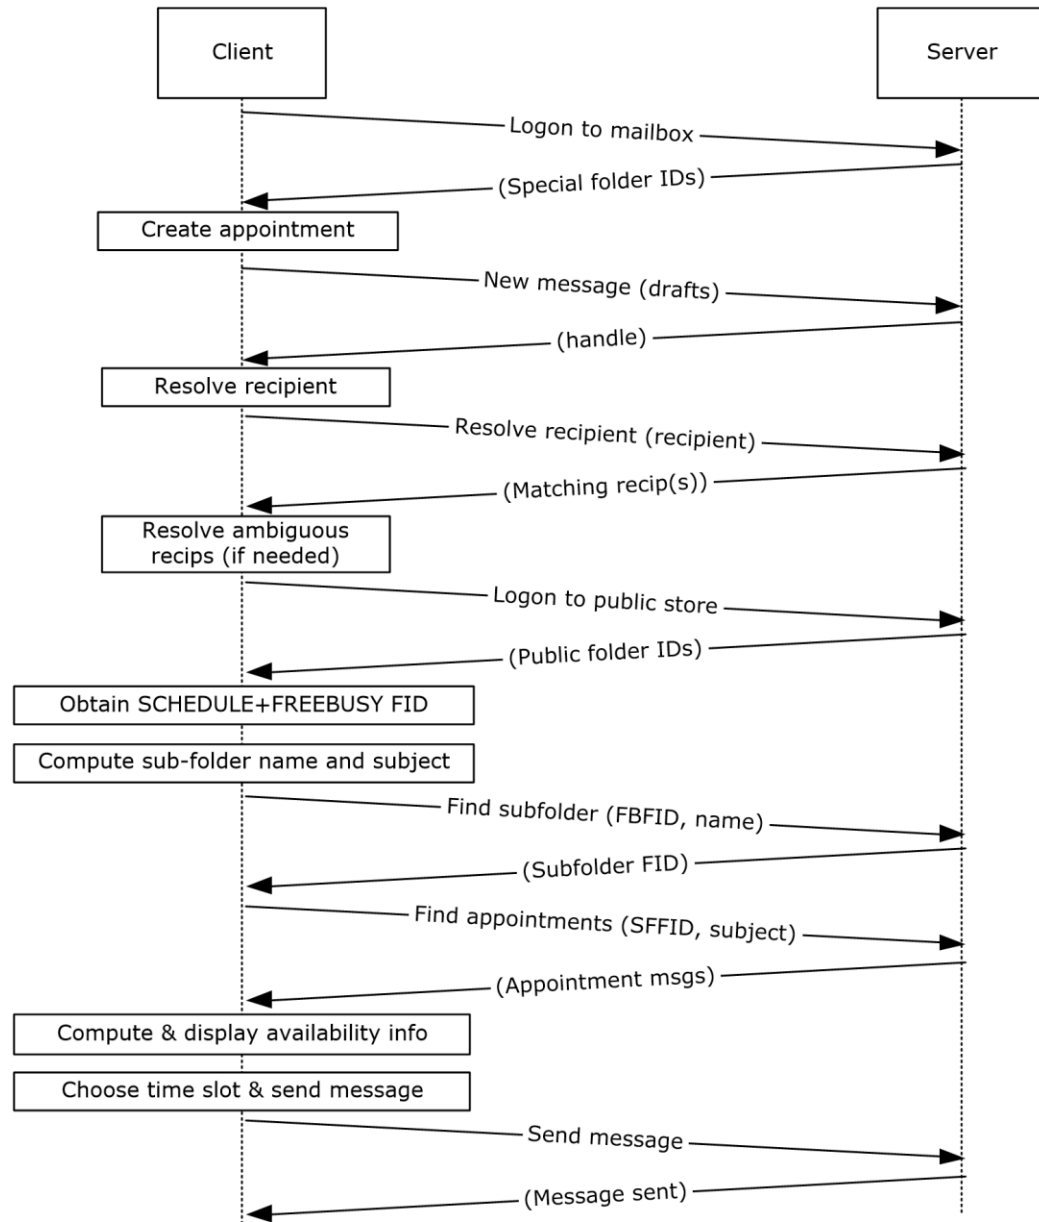 Client
Server
Logon to mailbox
(Special folder IDs)
Create appointment
New message (drafts)
(handle)
Resolve recipient
Resolve recipient (recipient)
(Matching recip(s))
Resolve ambiguous
recips (if needed)
Logon to public store
(Public folder IDs)
Obtain SCHEDULE+FREEBUSY FID
Compute sub-folder name and subject
Find subfolder (FBFID, name)
(Subfolder FID)
Find appointments (SFFID, subject)
(Appointment msgs)
Compute & display availability info
Choose time slot & send message
Send message
(Message sent)